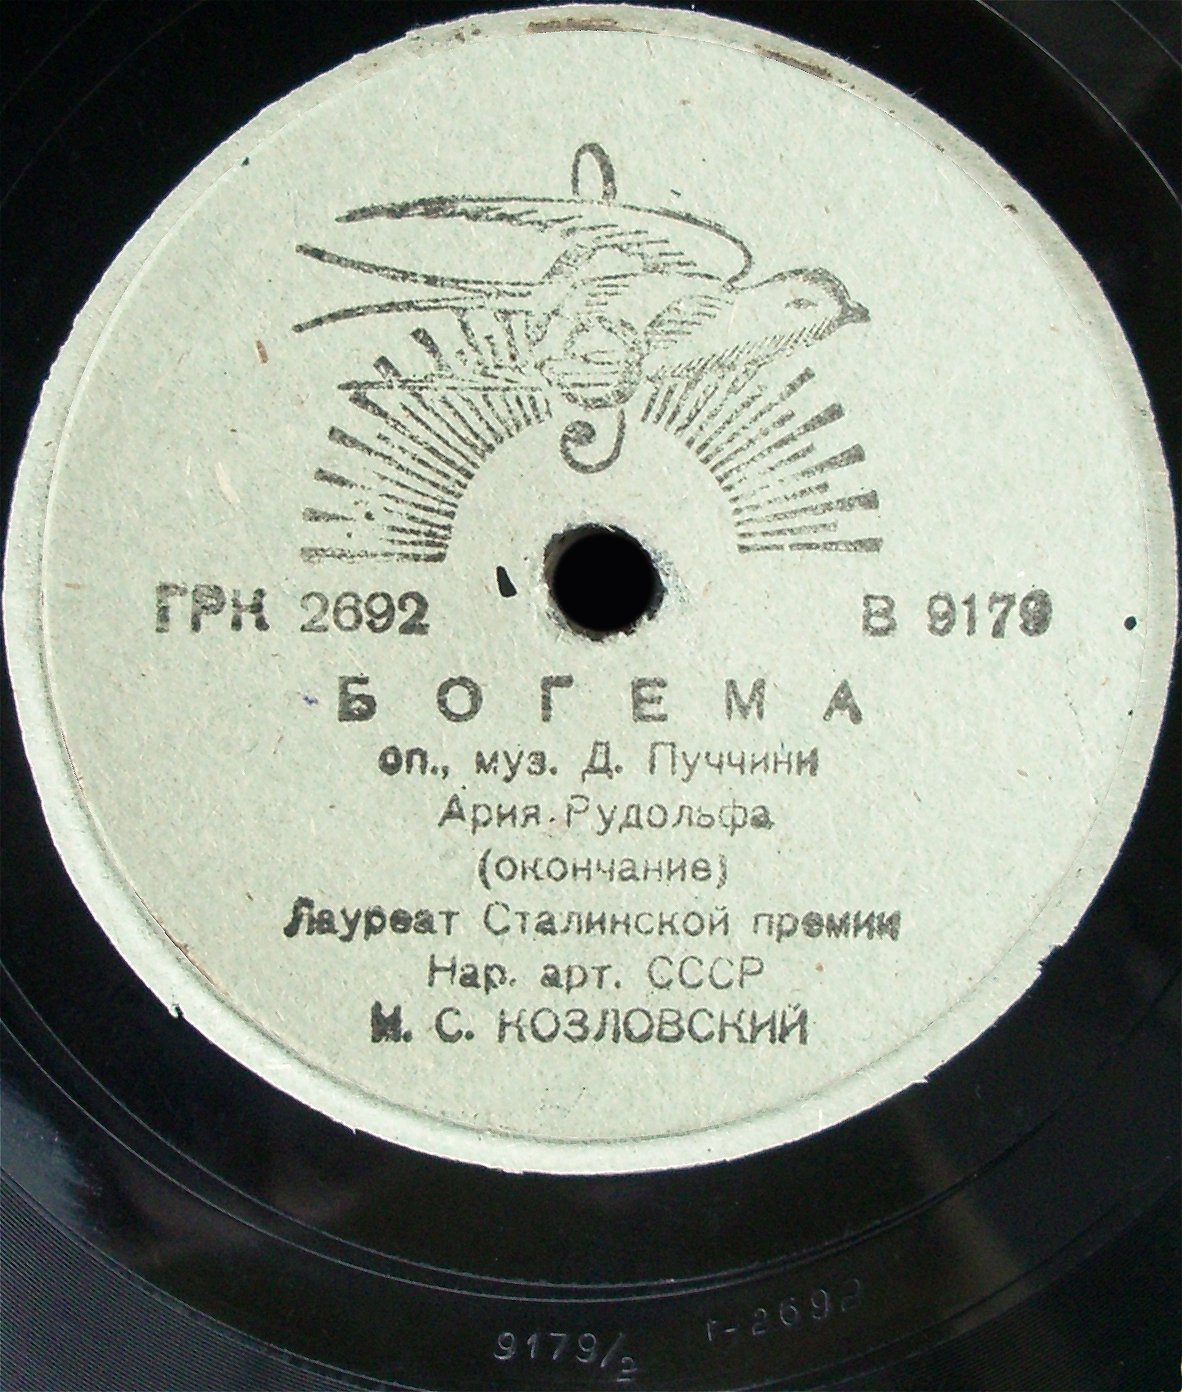 ГРК 2692 В 9179
БОГЕМА
оп., муз. Д. Пуччини
Ария Рудольфа
(окончание)
Лауреат Сталинской премии
Нар. арт. СССР
И. С. КОЗЛОВСКИЙ
9179/2 Г-2692